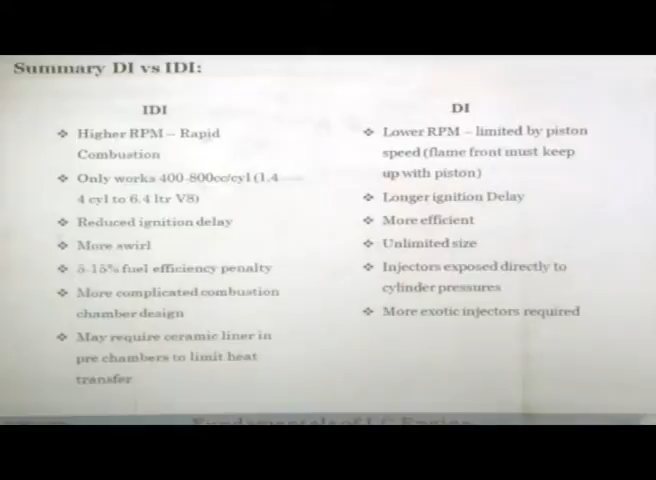 Summary DI vs IDI:
IDI
❖ Higher RPM – Rapid
Combustion
❖ Only works 400-800cc/cyl (1.4
4 cyl to 6.4 ltr V8)
❖ Reduced ignition delay
❖ More swirl
❖ 5-15% fuel efficiency penalty
❖ More complicated combustion
chamber design
❖ May require ceramic liner in
pre chambers to limit heat
transfer
DI
❖ Lower RPM – limited by piston
speed (flame front must keep
up with piston)
❖ Longer ignition Delay
❖ More efficient
❖ Unlimited size
❖ Injectors exposed directly to
cylinder pressures
❖ More exotic injectors required
Fundamentals of I C Engine